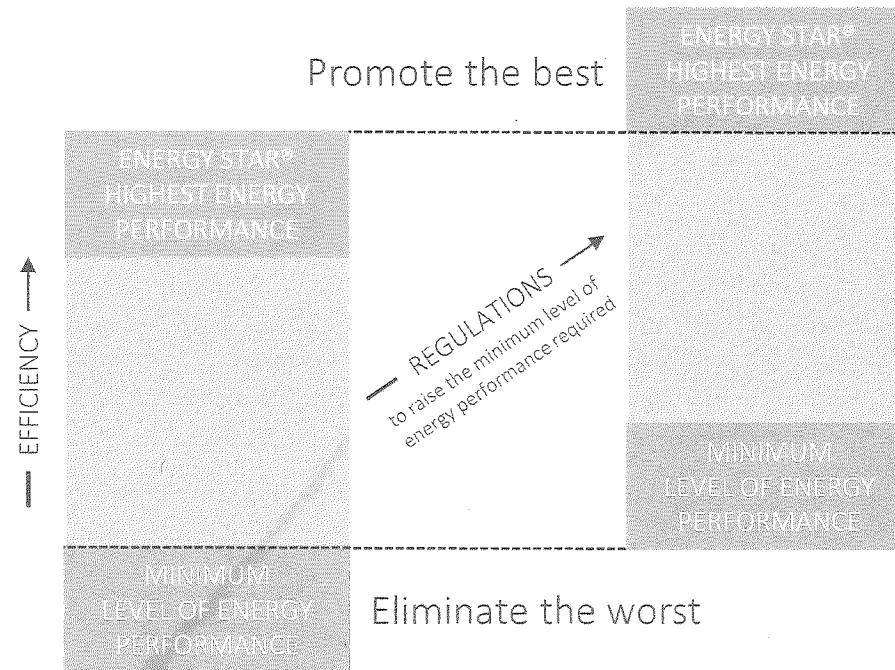 Promote the best
ENERGY STAR®
HIGHEST ENERGY
PERFORMANCE
ENERGY STAR®
HIGHEST ENERGY
PERFORMANCE
EFFICIENCY
REGULATIONS
to raise the minimum level of
energy performance required
MINIMUM
LEVEL OF ENERGY
PERFORMANCE
MINIMUM
LEVEL OF ENERGY
PERFORMANCE
Eliminate the worst